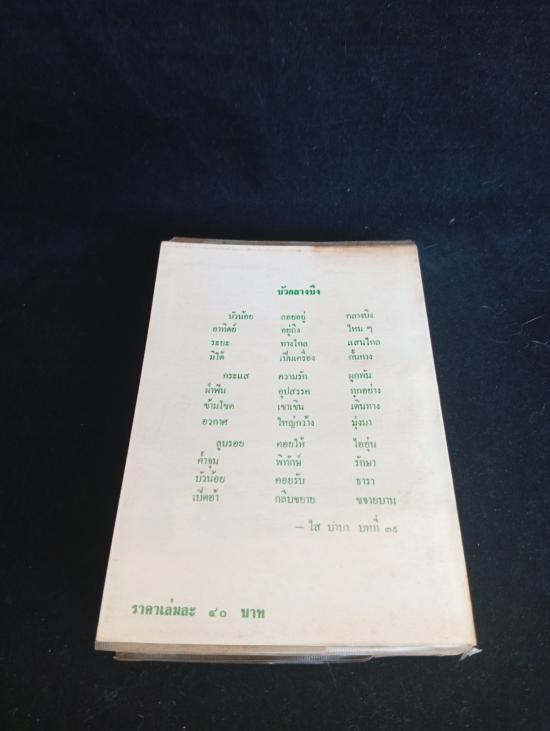 บัวกลางบึง
บัวน้อย ลอยอยู่ กลางบึง
อาทิตย์ อยู่ถึง ไหน ๆ
ระยะ ทางไกล แสนไกล
มิได้ เป็นเครื่อง กั้นกาง
กระแส ความรัก ผูกพัน
ฝ่าฟัน อุปสรรค ทุกอย่าง
ข้ามโขด เขาเขิน เดินทาง
อวกาศ ใหญ่กว้าง มุ่งมา
ลูบรอย คอยให้ ไออุ่น
ค้ำจุน พิทักษ์ รักษา
บัวน้อย คอยรับ ธารา
เปิดอ้า กลีบขยาย ขจายบาน
— ไส บาบา บทที่ ๓๕
ราคาเล่มละ ๔๐ บาท